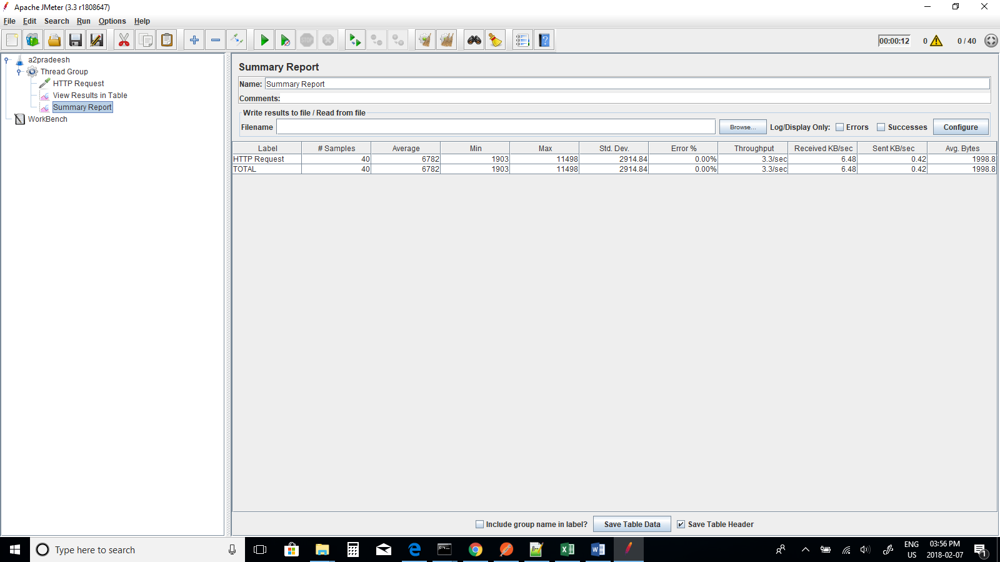 Apache JMeter (3.3 r1808647)
File Edit Search Run Options Help
STOP
00:00:12 0 0 / 40
a2pradeesh
Thread Group
HTTP Request
View Results in Table
Summary Report
WorkBench
Summary Report
Name: Summary Report
Comments:
Write results to file / Read from file
Filename Browse... Log/Display Only: Errors Successes Configure
Label # Samples Average Min Max Std. Dev. Error % Throughput Received KB/sec Sent KB/sec Avg. Bytes
HTTP Request 40 6782 1903 11498 2914.84 0.00% 3.3/sec 6.48 0.42 1998.8
TOTAL 40 6782 1903 11498 2914.84 0.00% 3.3/sec 6.48 0.42 1998.8
Include group name in label? Save Table Data Save Table Header
Type here to search
ENG 03:56 PM
US 2018-02-07
1